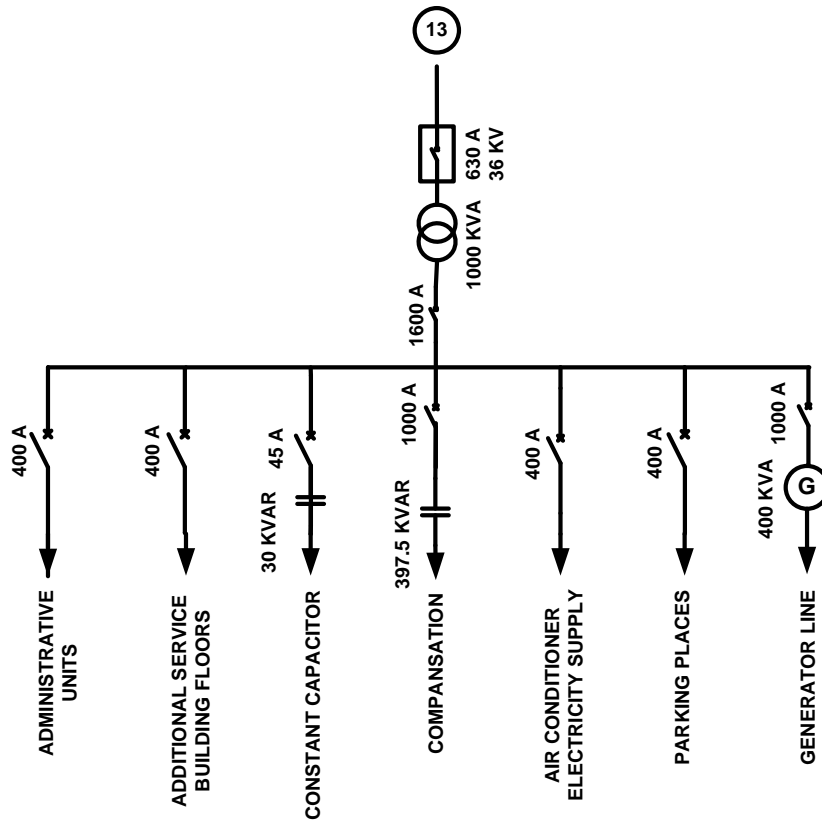 13
630 A
36 KV
1000 KVA
1600 A
400 A
400 A
45 A
1000 A
400 A
400 A
1000 A
30 KVAR
397.5 KVAR
400 KVA
G
ADMINISTRATIVE
UNITS
ADDITIONAL SERVICE
BUILDING FLOORS
CONSTANT CAPACITOR
COMPANSATION
AIR CONDITIONER
ELECTRICITY SUPPLY
PARKING PLACES
GENERATOR LINE